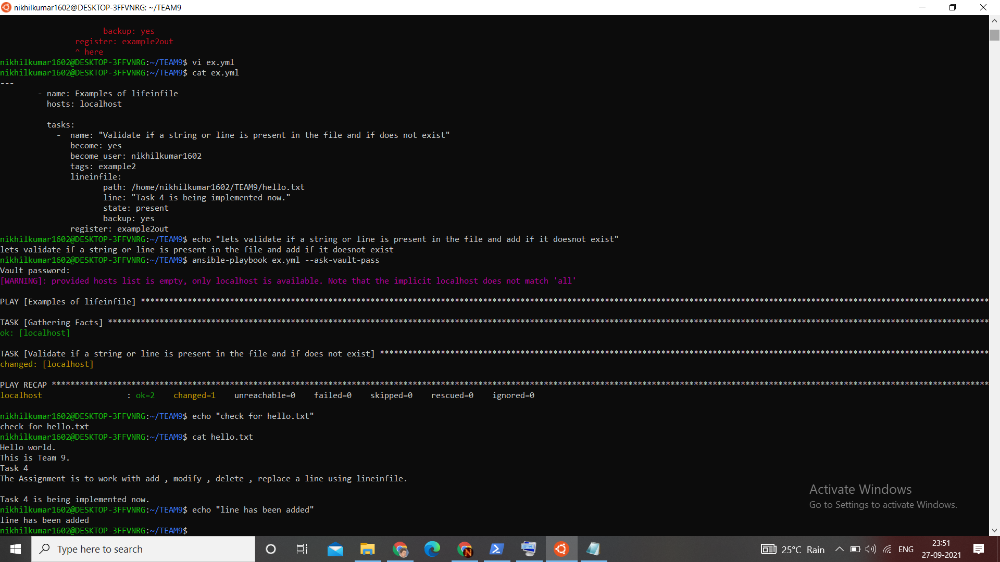 nikhilkumar1602@DESKTOP-3FFVNRG: ~/TEAM9
backup: yes
register: example2out
^ here
nikhilkumar1602@DESKTOP-3FFVNRG:~/TEAM9$ vi ex.yml
nikhilkumar1602@DESKTOP-3FFVNRG:~/TEAM9$ cat ex.yml
---
- name: Examples of lifeinfile
hosts: localhost
tasks:
- name: "Validate if a string or line is present in the file and if does not exist"
become: yes
become_user: nikhilkumar1602
tags: example2
lineinfile:
path: /home/nikhilkumar1602/TEAM9/hello.txt
line: "Task 4 is being implemented now."
state: present
backup: yes
register: example2out
nikhilkumar1602@DESKTOP-3FFVNRG:~/TEAM9$ echo "lets validate if a string or line is present in the file and add if it doesnot exist"
lets validate if a string or line is present in the file and add if it doesnot exist
nikhilkumar1602@DESKTOP-3FFVNRG:~/TEAM9$ ansible-playbook ex.yml --ask-vault-pass
Vault password:
[WARNING]: provided hosts list is empty, only localhost is available. Note that the implicit localhost does not match 'all'
PLAY [Examples of lifeinfile] ************************************************************************************************************************************************************************************
TASK [Gathering Facts] *******************************************************************************************************************************************************************************************
ok: [localhost]
TASK [Validate if a string or line is present in the file and if does not exist] *********************************************************************************************************************************
changed: [localhost]
PLAY RECAP *******************************************************************************************************************************************************************************************************
localhost : ok=2 changed=1 unreachable=0 failed=0 skipped=0 rescued=0 ignored=0
nikhilkumar1602@DESKTOP-3FFVNRG:~/TEAM9$ echo "check for hello.txt"
check for hello.txt
nikhilkumar1602@DESKTOP-3FFVNRG:~/TEAM9$ cat hello.txt
Hello world.
This is Team 9.
Task 4
The Assignment is to work with add , modify , delete , replace a line using lineinfile.
Task 4 is being implemented now.
nikhilkumar1602@DESKTOP-3FFVNRG:~/TEAM9$ echo "line has been added"
line has been added
nikhilkumar1602@DESKTOP-3FFVNRG:~/TEAM9$
Activate Windows
Go to Settings to activate Windows.
Type here to search
25°C Rain
ENG
23:51
27-09-2021